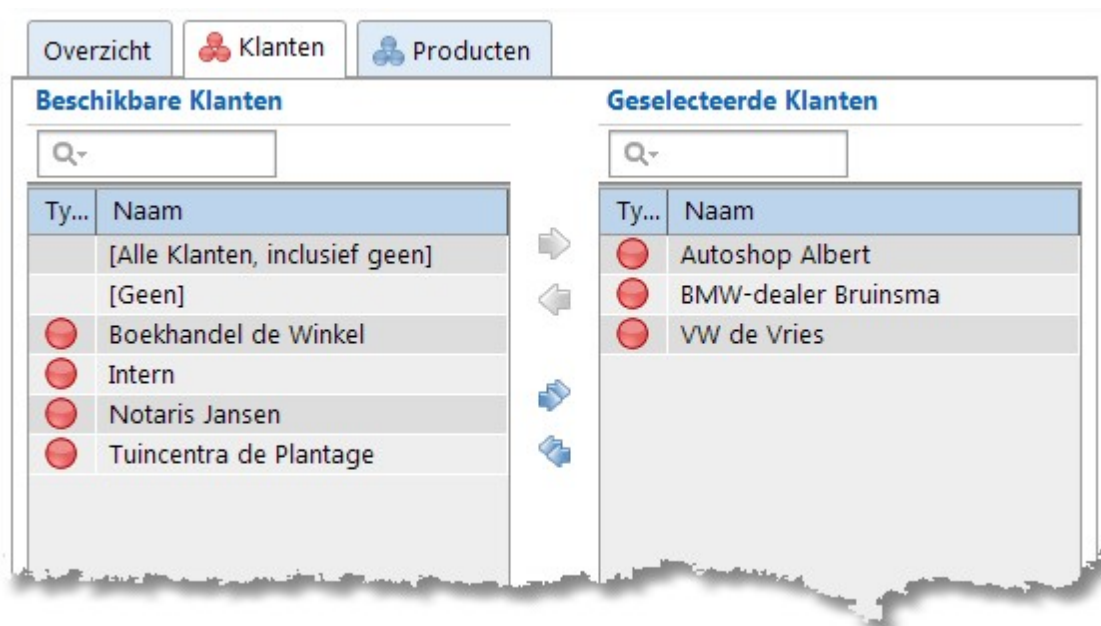 Overzicht
Klanten
Producten
Beschikbare Klanten
Ty... Naam
[Alle Klanten, inclusief geen]
[Geen]
Boekhandel de Winkel
Intern
Notaris Jansen
Tuincentra de Plantage
Geselecteerde Klanten
Ty... Naam
Autoshop Albert
BMW-dealer Bruinsma
VW de Vries